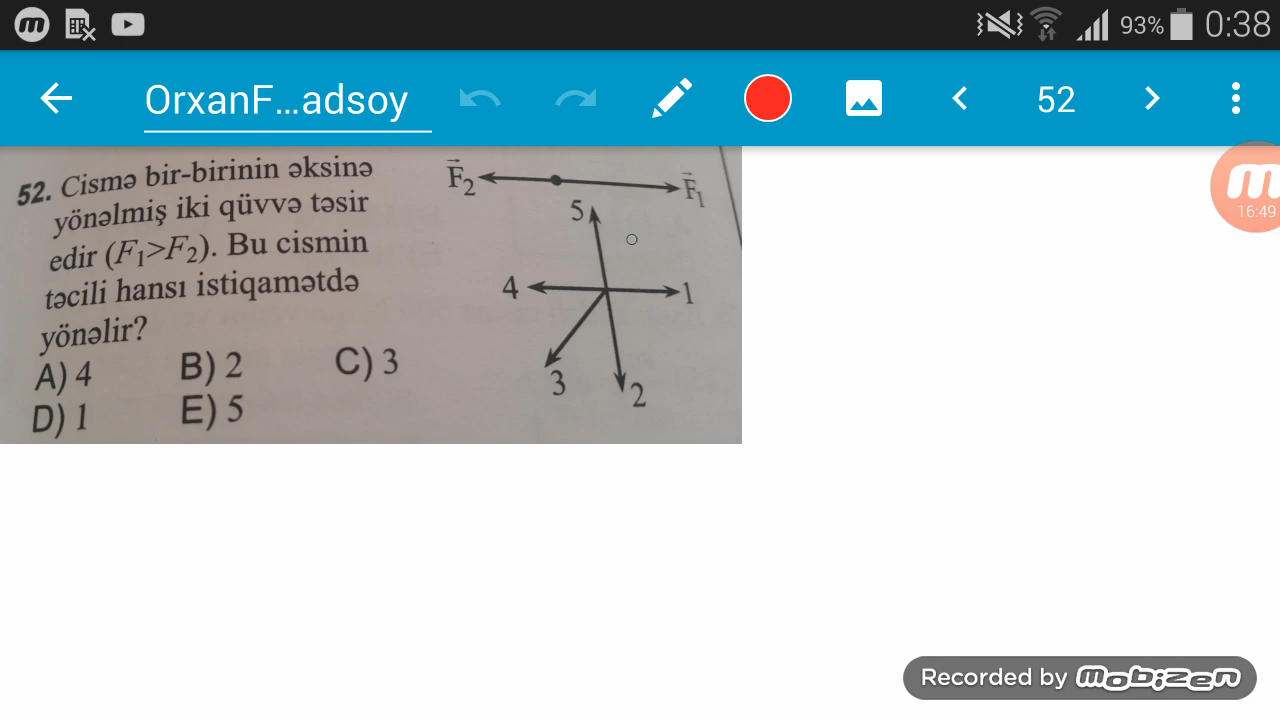 93% 0:38
OrxanF...adsoy 52
16:49
52. Cismə bir-birinin əksinə
yönəlmiş iki qüvvə təsir
edir (F₁>F₂). Bu cismin
təcili hansı istiqamətdə
yönəlir?
A) 4 B) 2 C) 3
D) 1 E) 5
F₂ F₁
5
4 1
3 2
Recorded by mobizen